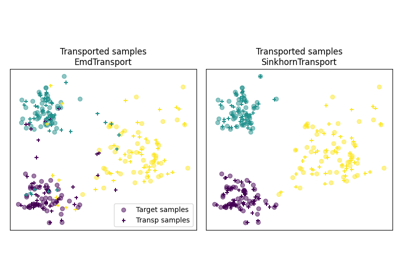 Transported samples
EmdTransport
Transported samples
SinkhornTransport
Target samples
Transp samples